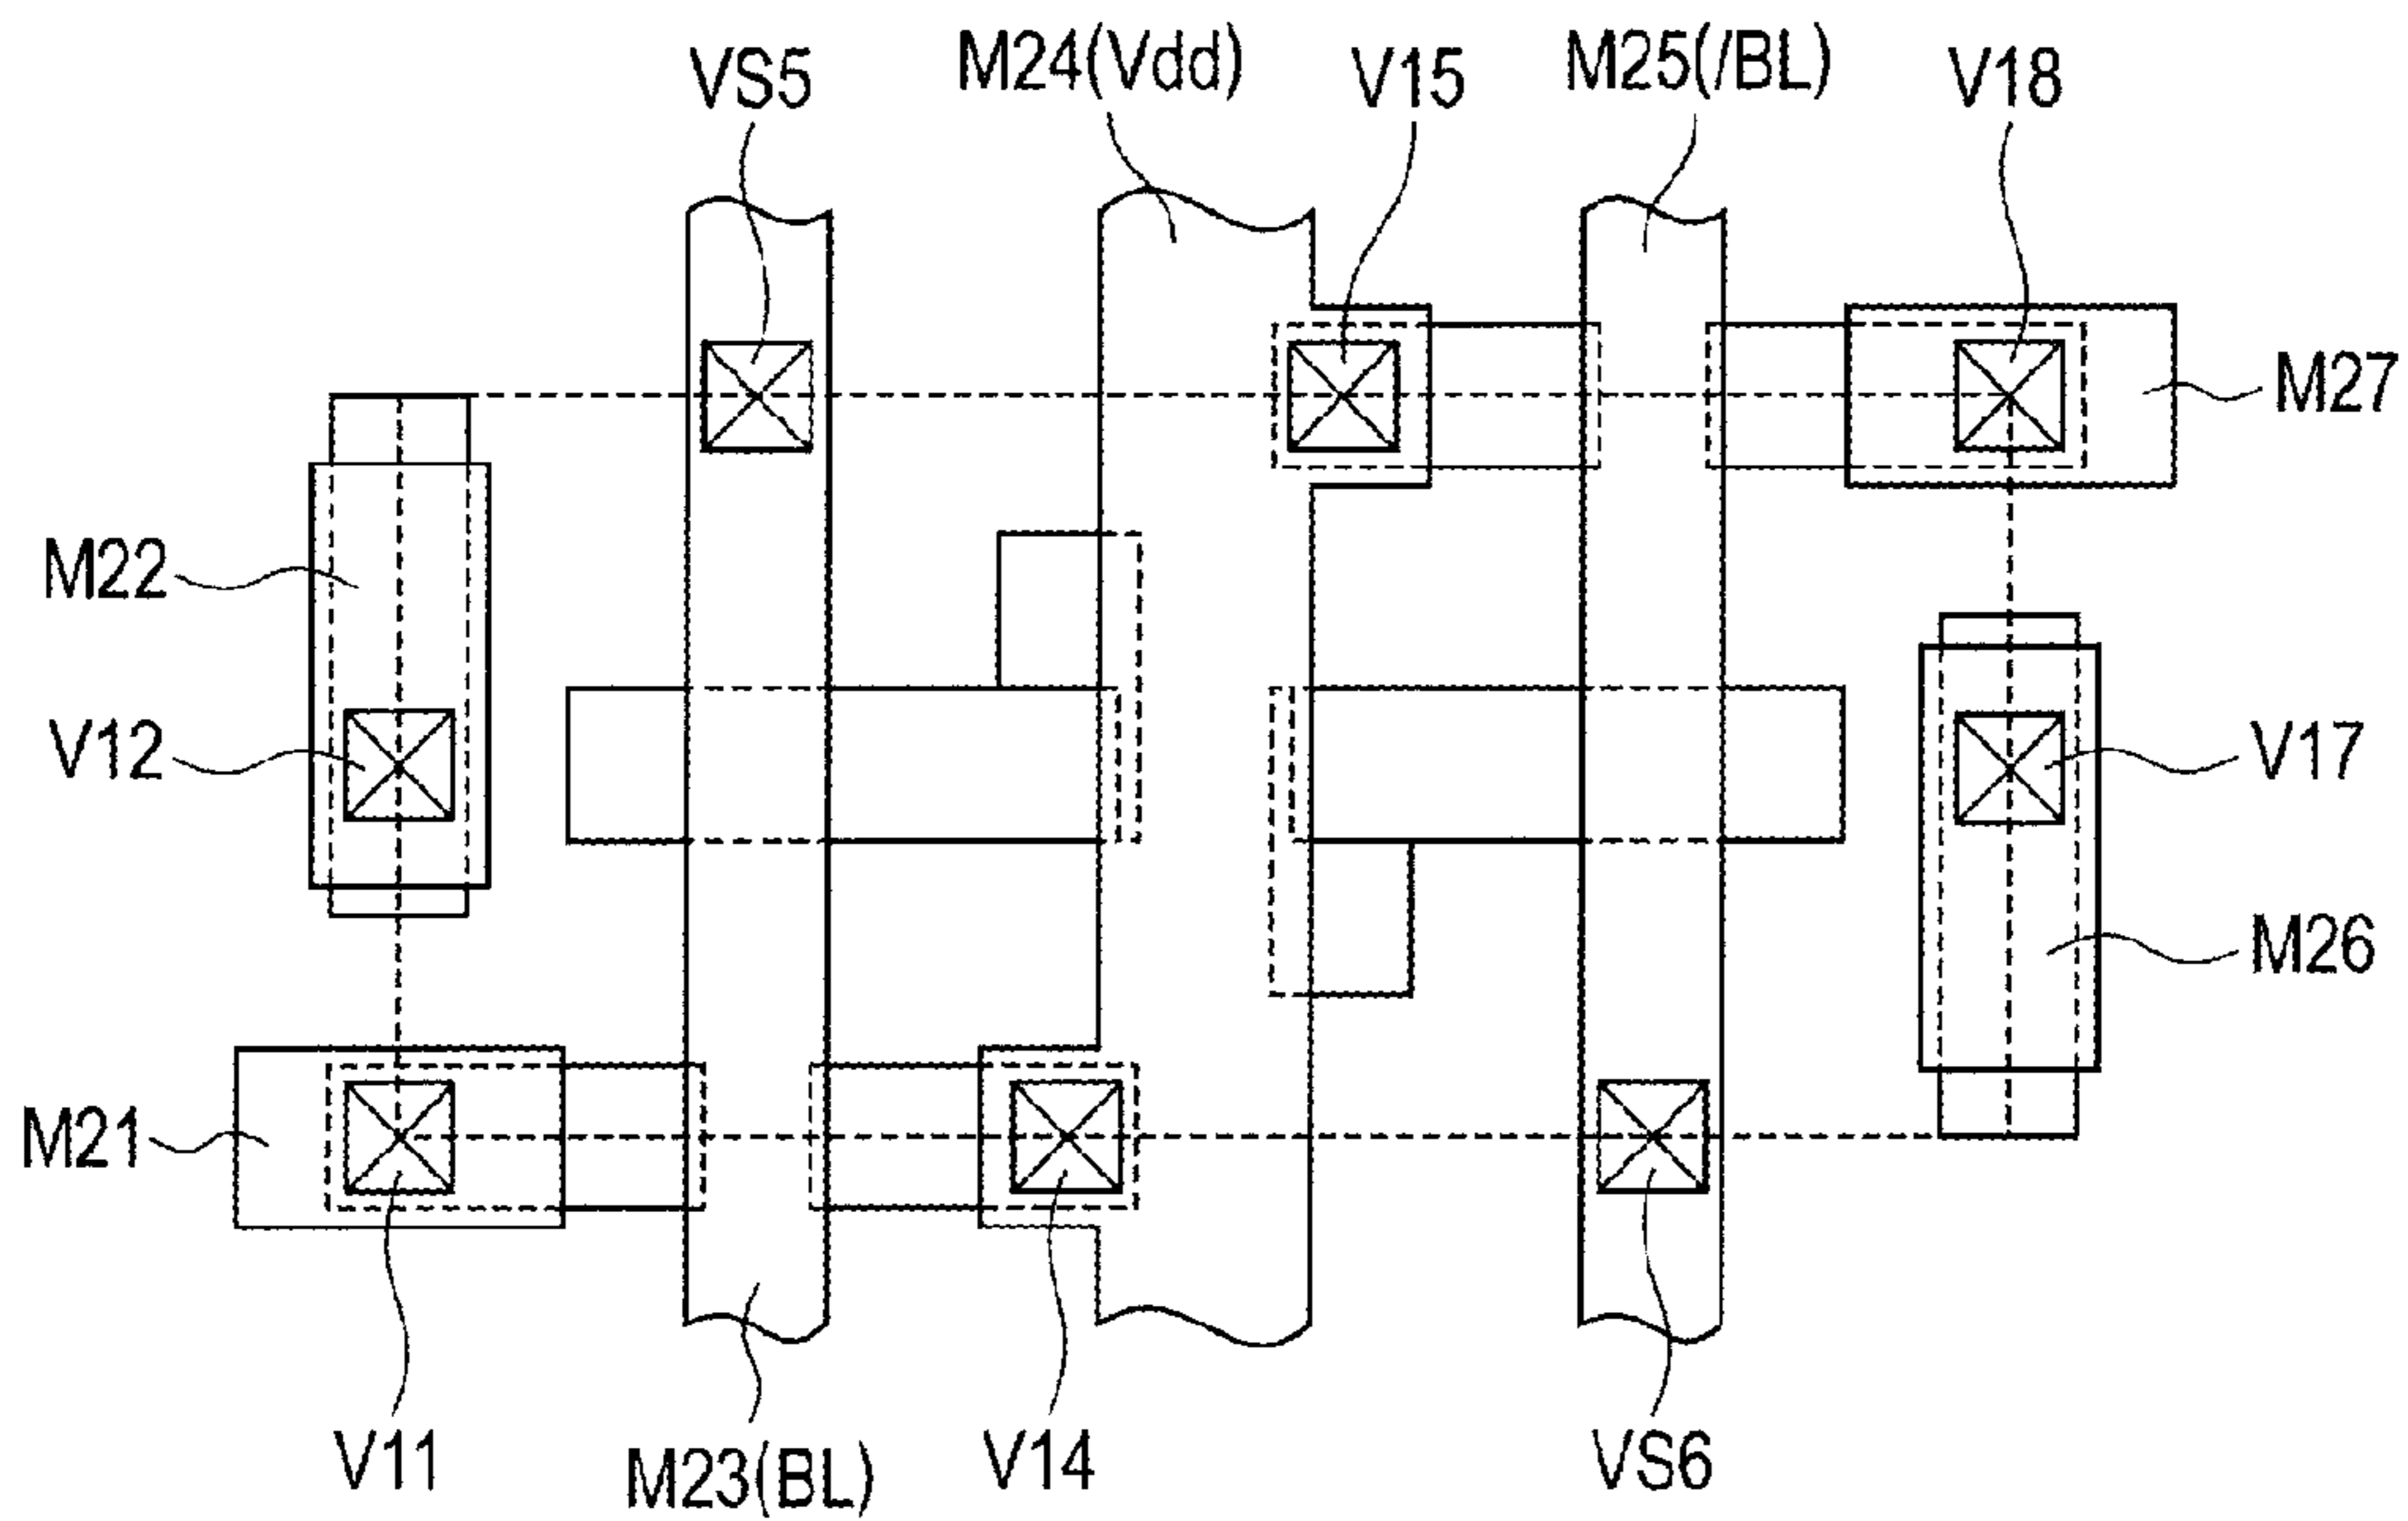 VS5
M24(Vdd)
V15
M25(/BL)
V18
M27
M22
V12
V17
M26
M21
V11
M23(BL)
V14
VS6